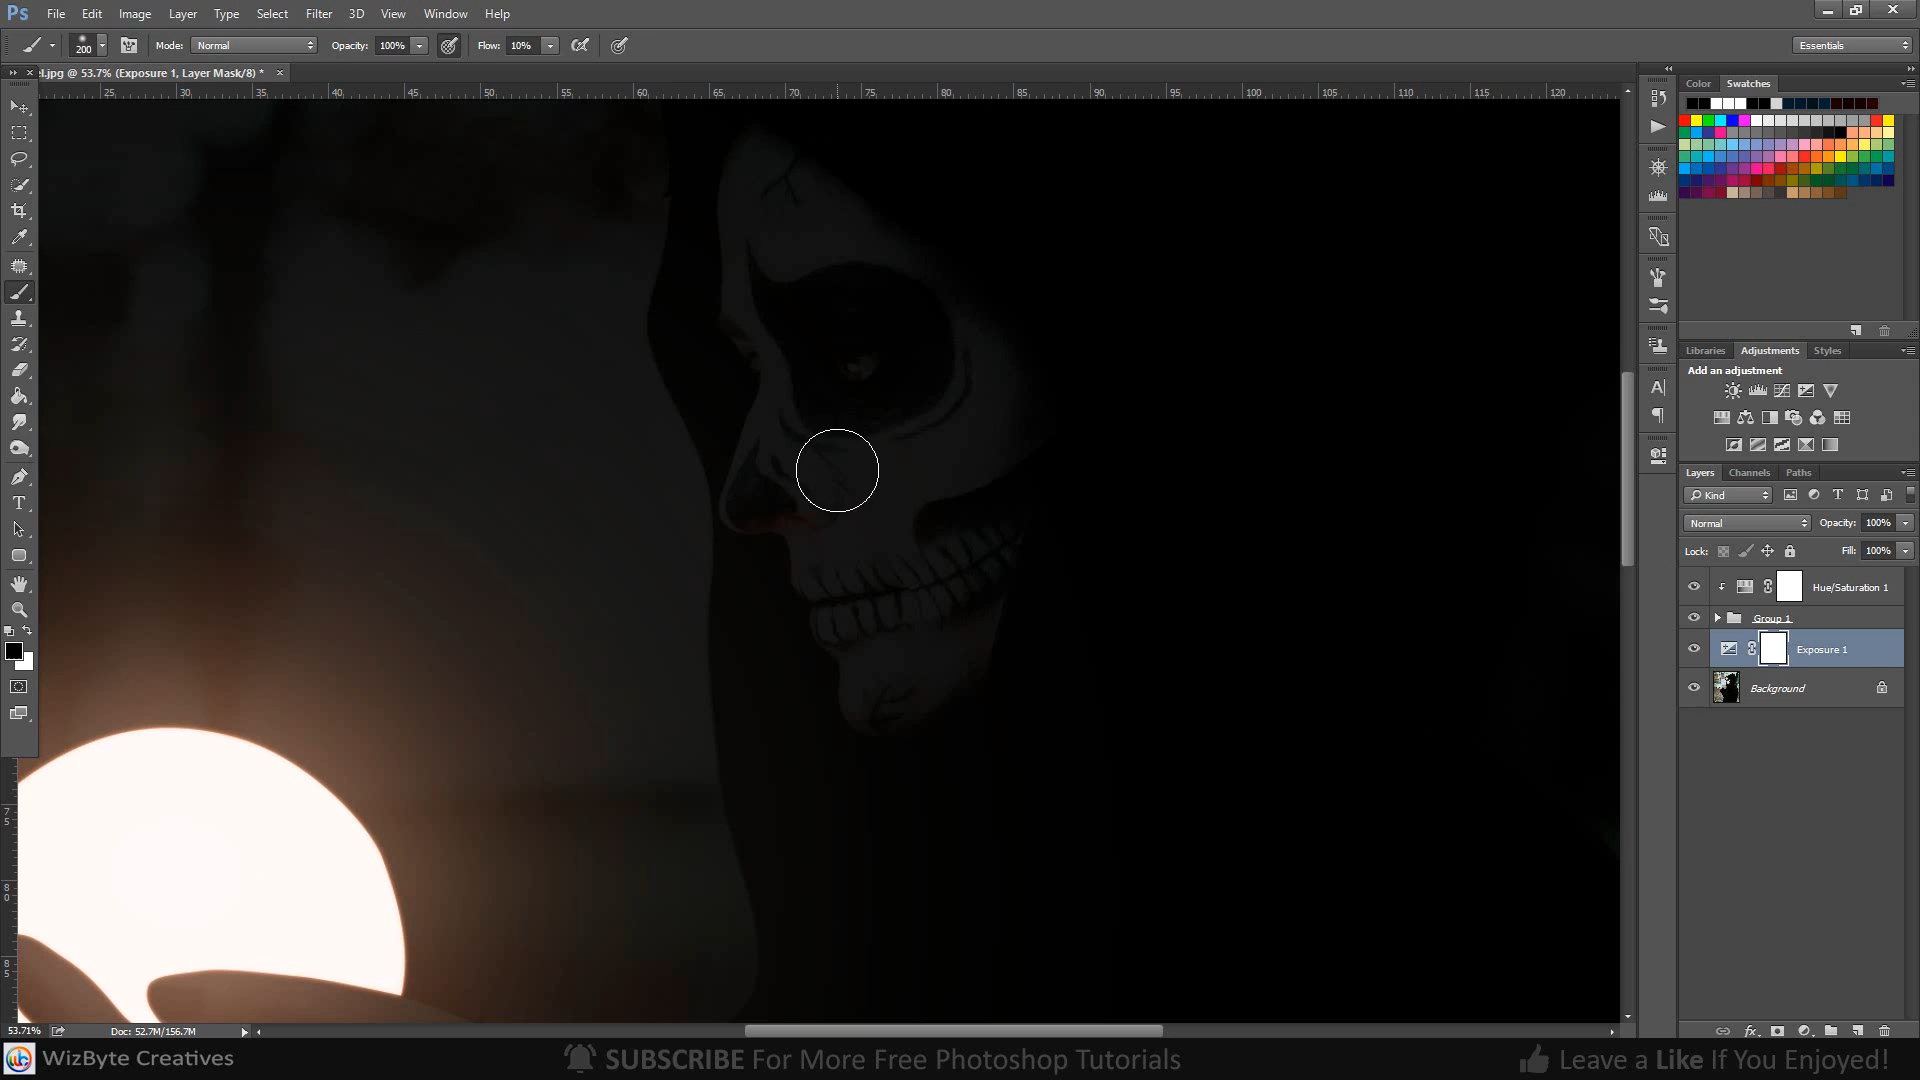 Ps File Edit Image Layer Type Select Filter 3D View Window Help
200 Mode: Normal Opacity: 100% Flow: 10% Essentials
el.jpg @ 53.7% (Exposure 1, Layer Mask/8) * ×
25 30 35 40 45 50 55 60 65 70 75 80 85 90 95 100 105 110 115 120
Color Swatches
Libraries Adjustments Styles
Add an adjustment
Layers Channels Paths
Kind
Normal Opacity: 100%
Lock: Fill: 100%
Hue/Saturation 1
Group 1
Exposure 1
Background
75
80
85
53.71% Doc: 52.7M/156.7M
WizByte Creatives SUBSCRIBE For More Free Photoshop Tutorials Leave a Like If You Enjoyed!